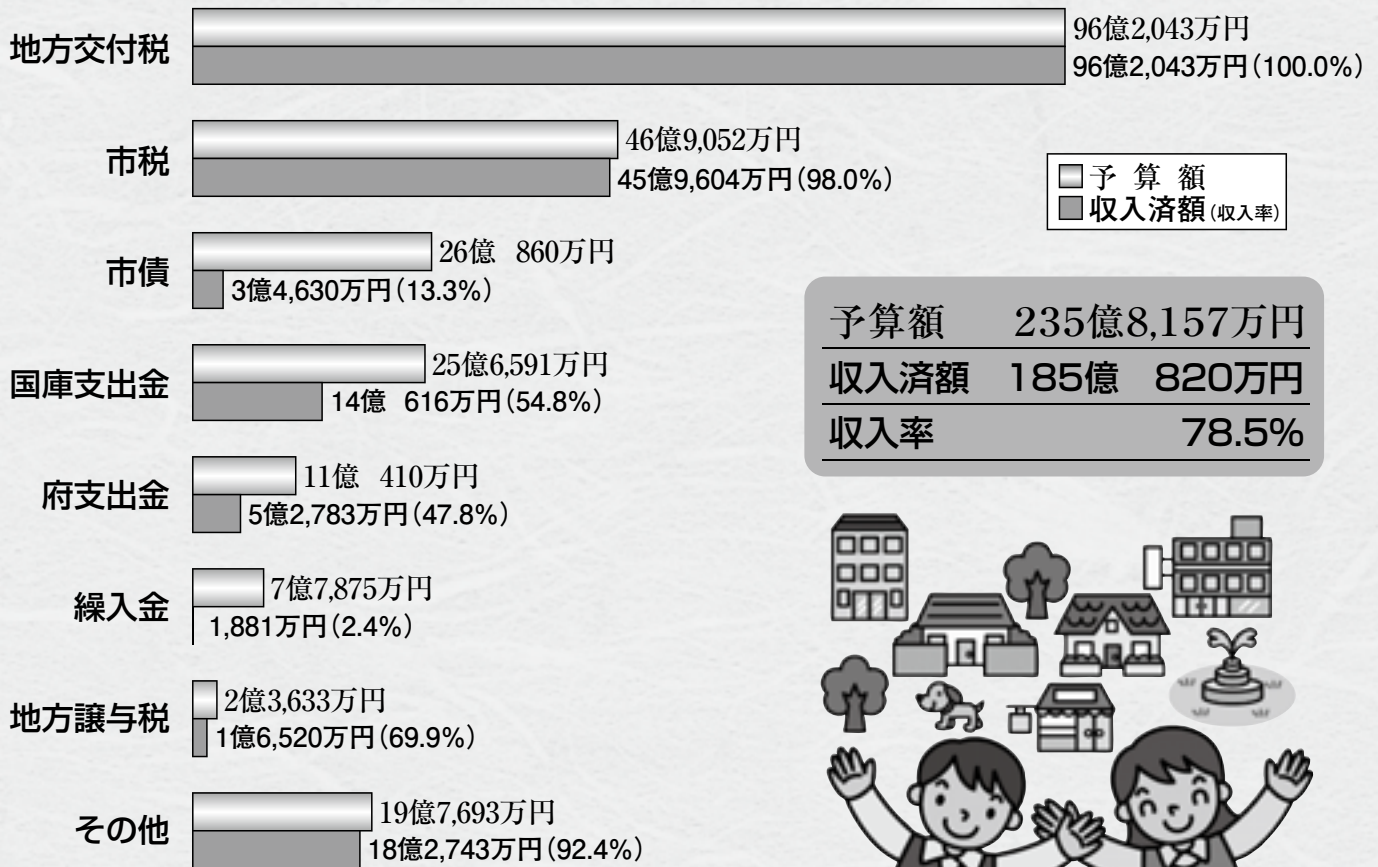 地方交付税
96億2,043万円
96億2,043万円(100.0%)
市税
46億9,052万円
45億9,604万円(98.0%)
予 算 額
収入済額(収入率)
市債
26億 860万円
3億4,630万円(13.3%)
予算額 235億8,157万円
収入済額 185億 820万円
収入率 78.5%
国庫支出金
25億6,591万円
14億 616万円(54.8%)
府支出金
11億 410万円
5億2,783万円(47.8%)
繰入金
7億7,875万円
1,881万円(2.4%)
地方譲与税
2億3,633万円
1億6,520万円(69.9%)
その他
19億7,693万円
18億2,743万円(92.4%)